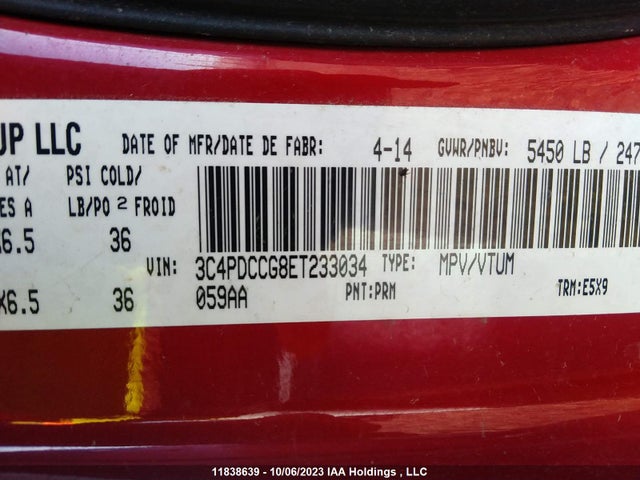 UP LLC DATE OF MFR/DATE DE FABR: 4-14 GVWR/PNBV: 5450 LB / 247
AT/ PSI COLD/
ES A LB/PO 2 FROID
6.5 36
VIN: 3C4PDCCG8ET233034 TYPE: MPV/VTUM
X6.5 36 059AA PNT:PRM TRM:E5X9
11838639 - 10/06/2023 IAA Holdings , LLC